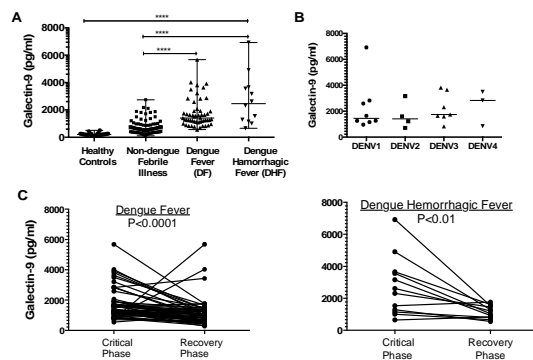 A
****
****
****
Galectin-9 (pg/ml)
8000
6000
4000
2000
0
Healthy
Controls
Non-dengue
Febrile
Illness
Dengue
Fever
(DF)
Dengue
Hemorrhagic
Fever (DHF)
B
Galectin-9 (pg/ml)
8000
6000
4000
2000
0
DENV1 DENV2 DENV3 DENV4
C
Dengue Fever
P<0.0001
Galectin-9 (pg/ml)
8000
6000
4000
2000
0
Critical
Phase
Recovery
Phase
Dengue Hemorrhagic Fever
P<0.01
8000
6000
4000
2000
0
Critical
Phase
Recovery
Phase